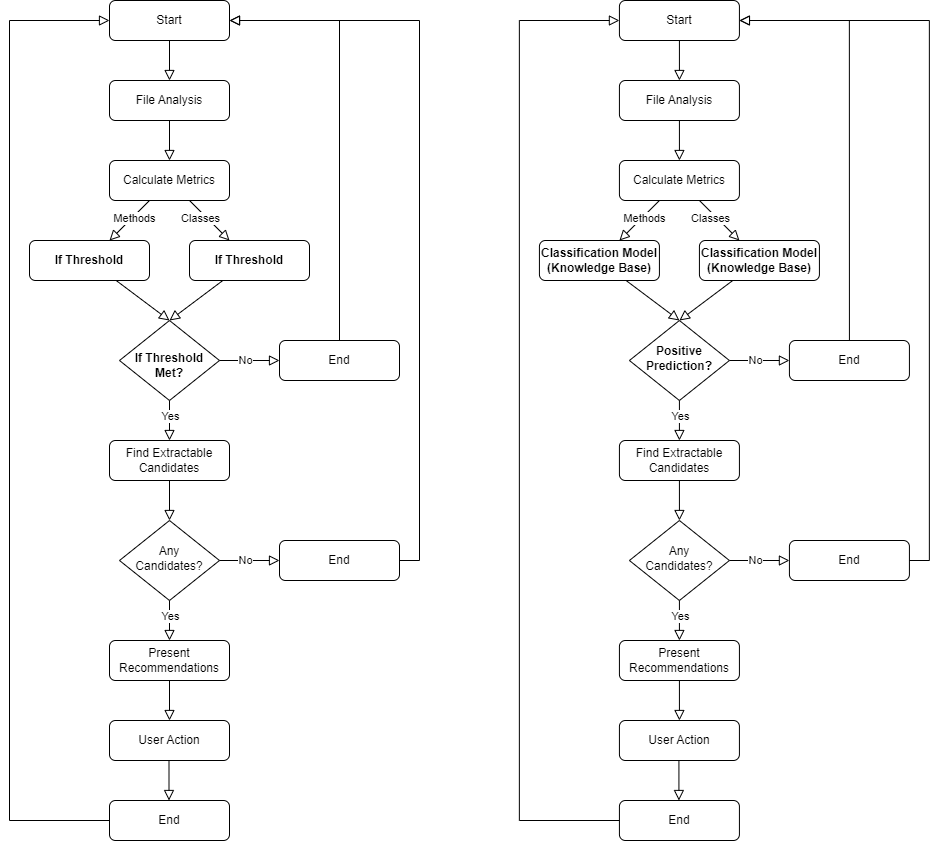 Start
File Analysis
Calculate Metrics
Methods
Classes
If Threshold
If Threshold
If Threshold
Met?
No
End
Yes
Find Extractable
Candidates
Any
Candidates?
No
End
Yes
Present
Recommendations
User Action
End
Start
File Analysis
Calculate Metrics
Methods
Classes
Classification Model
(Knowledge Base)
Classification Model
(Knowledge Base)
Positive
Prediction?
No
End
Yes
Find Extractable
Candidates
Any
Candidates?
No
End
Yes
Present
Recommendations
User Action
End